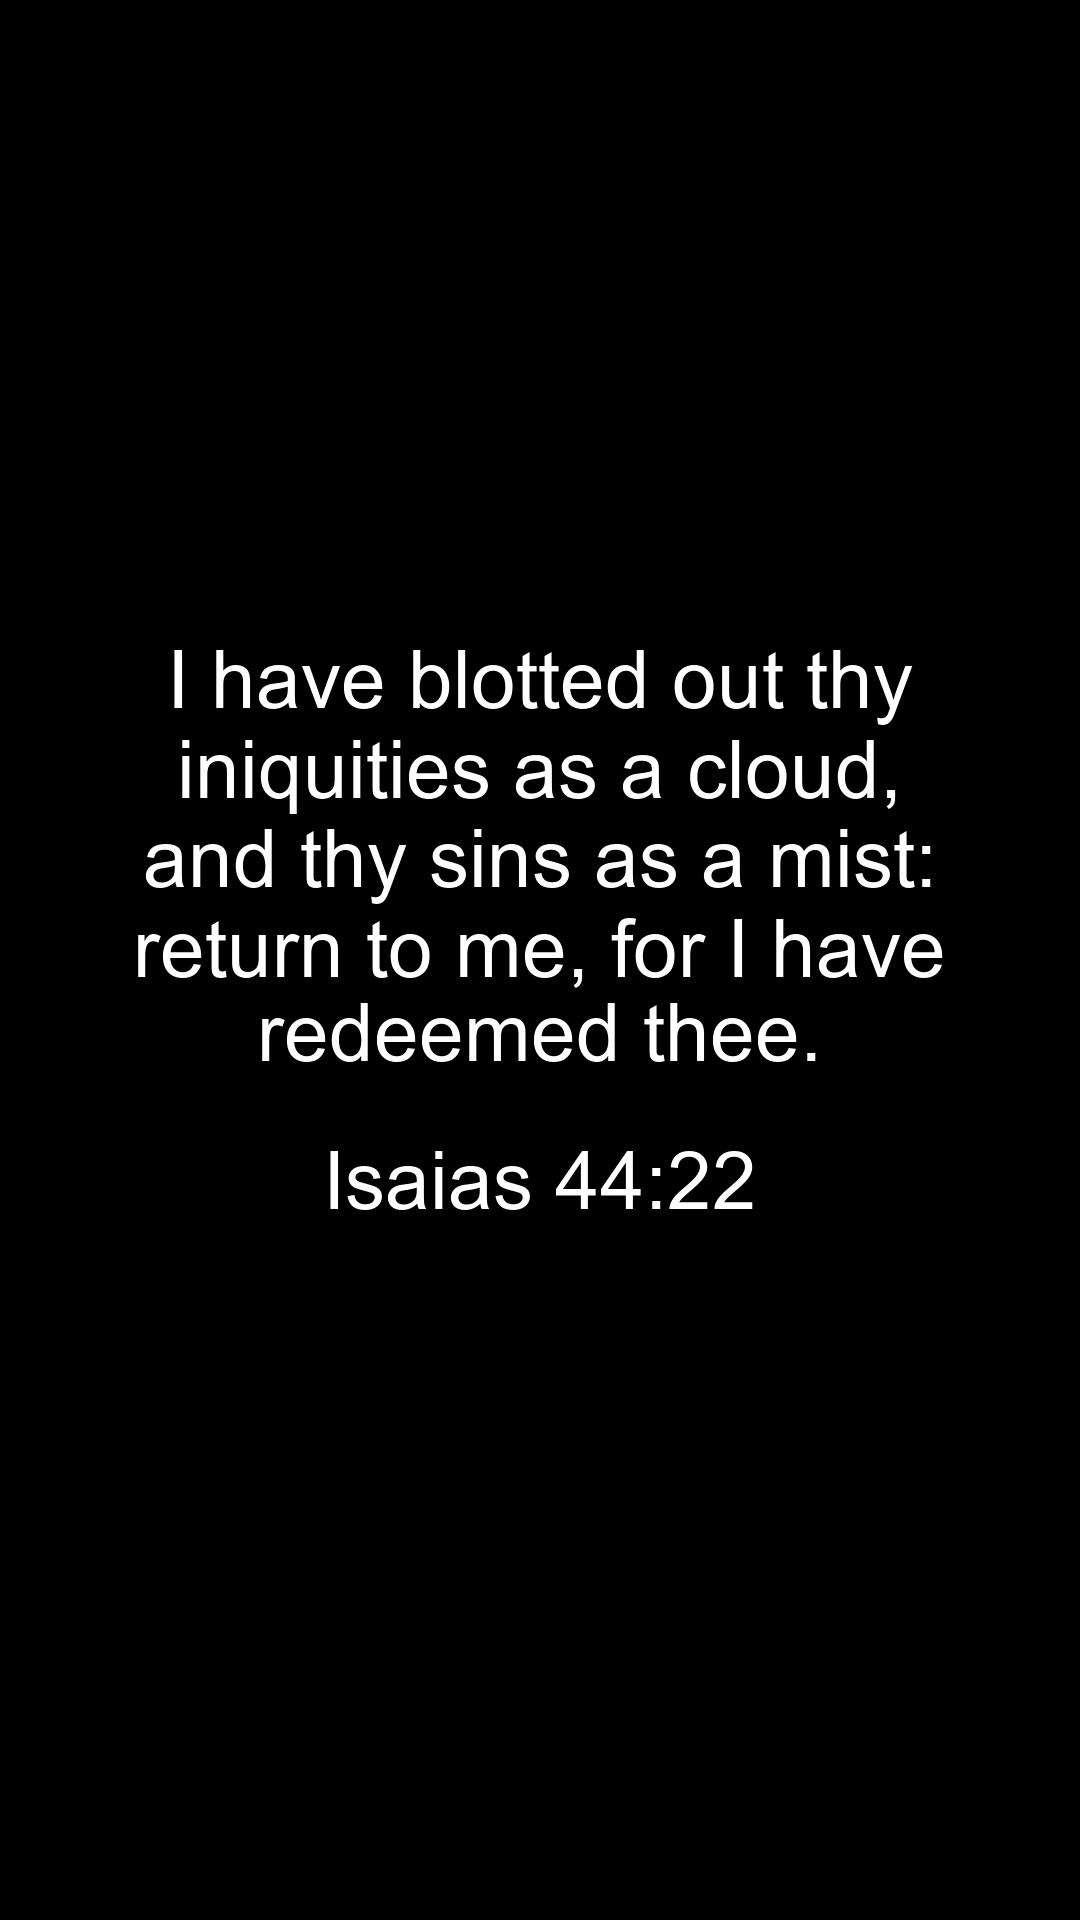 I have blotted out thy
iniquities as a cloud,
and thy sins as a mist:
return to me, for I have
redeemed thee.
Isaias 44:22